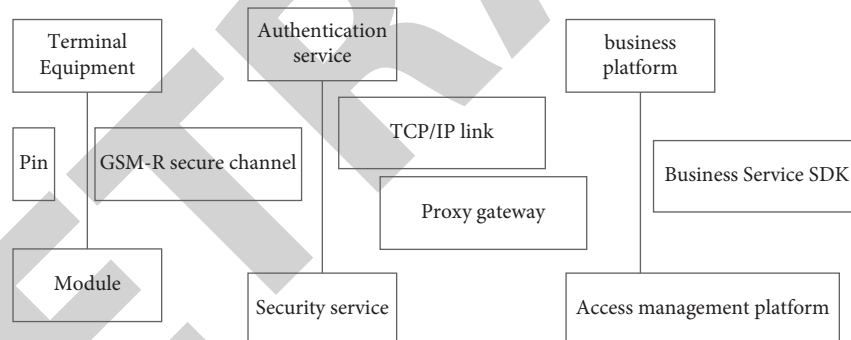 Terminal
Equipment
Authentication
service
business
platform
TCP/IP link
Pin
GSM-R secure channel
Business Service SDK
Proxy gateway
Module
Security service
Access management platform